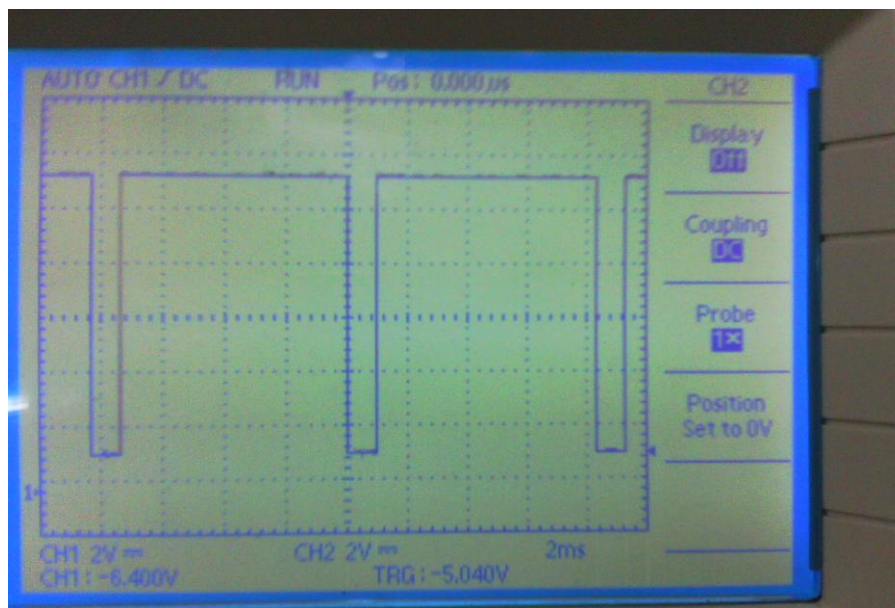 AUTO CH1 DC RUN Pos: 0.000µs
CH2
Display
Off
Coupling
DC
Probe
1×
Position
Set to 0V
1
CH1 2V CH2 2V 2ms
CH1:-6.400V TRG:-5.040V